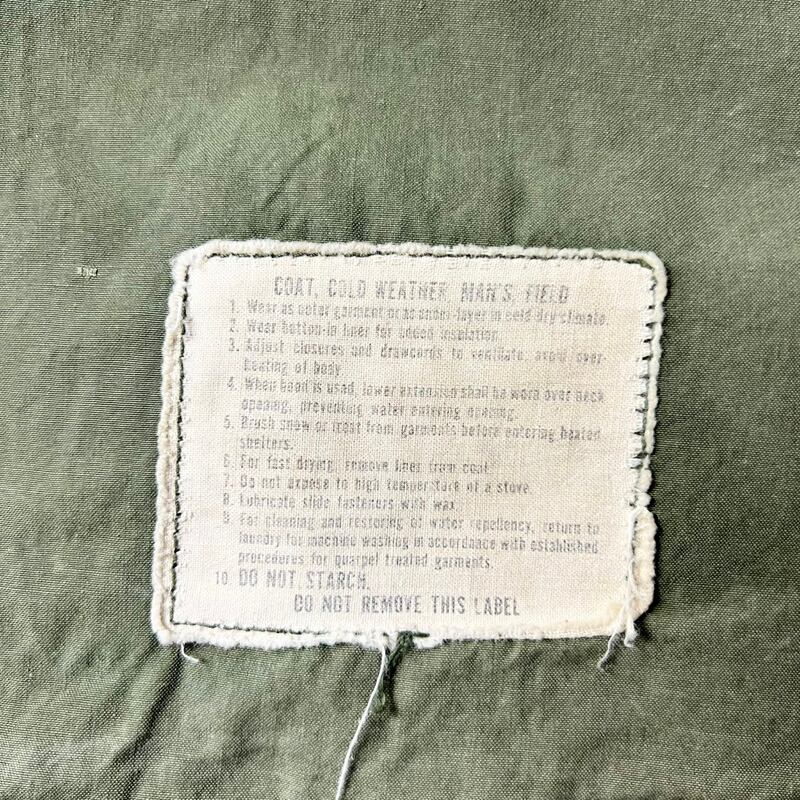 COAT, COLD WEATHER, MAN'S, FIELD
1. Wear as outer garment or as under-layer in cold dry climate.
2. Wear button-in liner for added insulation.
3. Adjust closures and drawcords to ventilate, avoid over-
heating of body.
4. When hood is used, lower extension shall be worn over neck
opening, preventing water entering opening.
5. Brush snow or frost from garments before entering heated
shelters.
6. For fast drying, remove liner from coat.
7. Do not expose to high temperature of a stove.
8. Lubricate slide fasteners with wax.
9. For cleaning and restoring of water repellency, return to
laundry for machine washing in accordance with established
procedures for quarpel treated garments.
10. DO NOT STARCH.
DO NOT REMOVE THIS LABEL